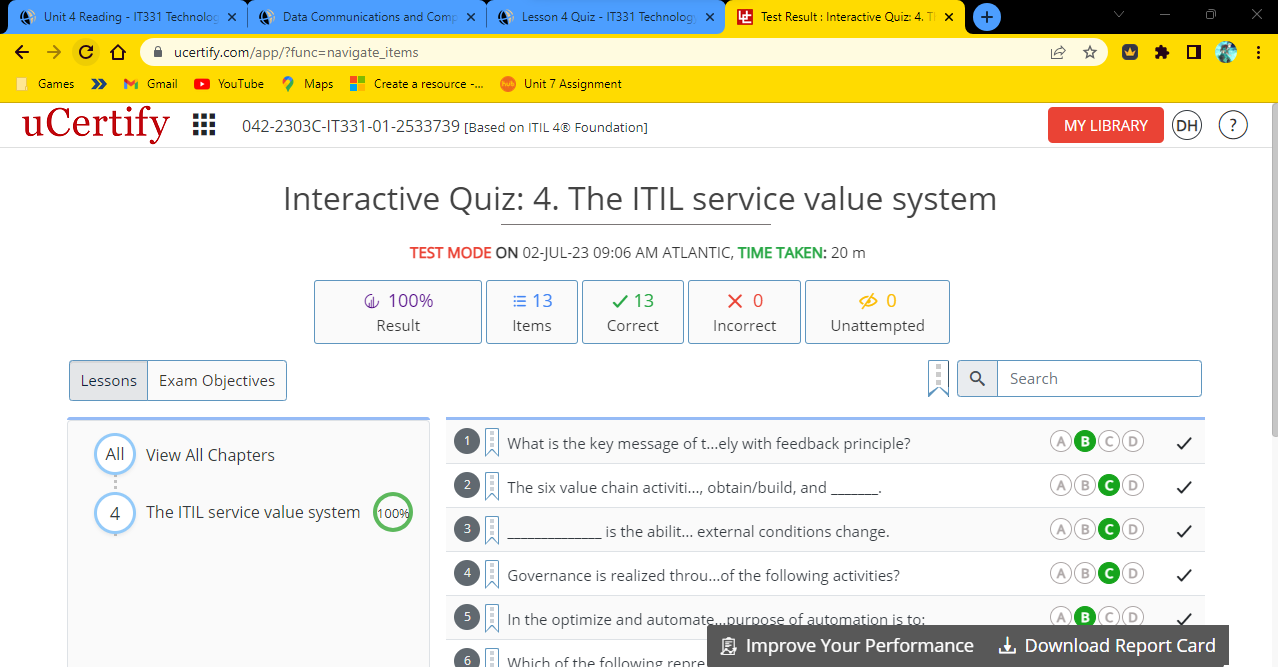 Unit 4 Reading - IT331 Technolog
Data Communications and Comp
Lesson 4 Quiz - IT331 Technology
Test Result : Interactive Quiz: 4. Th
ucertify.com/app/?func=navigate_items
Games
Gmail
YouTube
Maps
Create a resource -...
hub
Unit 7 Assignment
uCertify
042-2303C-IT331-01-2533739 [Based on ITIL 4® Foundation]
MY LIBRARY
DH
?
Interactive Quiz: 4. The ITIL service value system
TEST MODE ON 02-JUL-23 09:06 AM ATLANTIC, TIME TAKEN: 20 m
100%
Result
13
Items
13
Correct
0
Incorrect
0
Unattempted
Lessons
Exam Objectives
Search
All
View All Chapters
4
The ITIL service value system
100%
1 What is the key message of t...ely with feedback principle? A B C D
2 The six value chain activiti..., obtain/build, and _______. A B C D
3 ______________ is the abilit... external conditions change. A B C D
4 Governance is realized throu...of the following activities? A B C D
5 In the optimize and automate...purpose of automation is to: A B C D
6 Which of the following repre
Improve Your Performance
Download Report Card